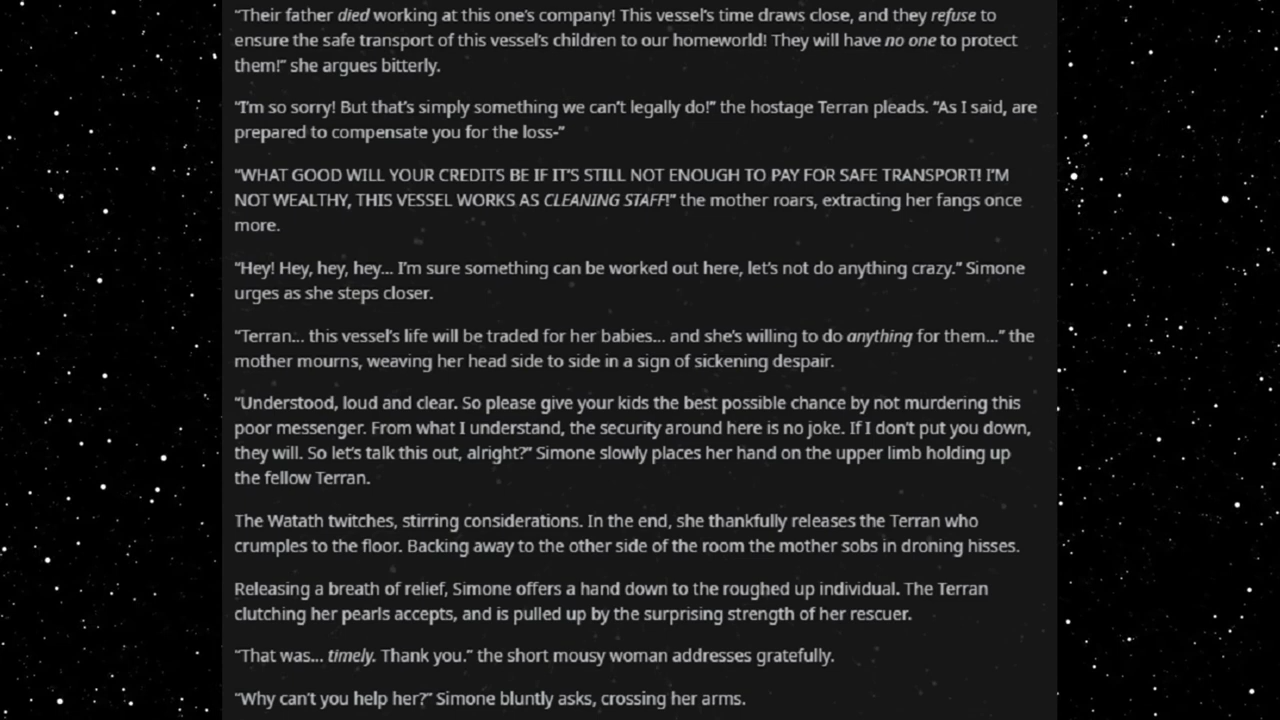 “Their father died working at this one’s company! This vessel’s time draws close, and they refuse to
ensure the safe transport of this vessel’s children to our homeworld! They will have no one to protect
them!” she argues bitterly.
“I’m so sorry! But that’s simply something we can’t legally do!” the hostage Terran pleads. “As I said, are
prepared to compensate you for the loss-”
“WHAT GOOD WILL YOUR CREDITS BE IF IT’S STILL NOT ENOUGH TO PAY FOR SAFE TRANSPORT! I’M
NOT WEALTHY, THIS VESSEL WORKS AS CLEANING STAFF!” the mother roars, extracting her fangs once
more.
“Hey! Hey, hey, hey... I’m sure something can be worked out here, let’s not do anything crazy.” Simone
urges as she steps closer.
“Terran... this vessel’s life will be traded for her babies... and she’s willing to do anything for them...” the
mother mourns, weaving her head side to side in a sign of sickening despair.
“Understood, loud and clear. So please give your kids the best possible chance by not murdering this
poor messenger. From what I understand, the security around here is no joke. If I don’t put you down,
they will. So let’s talk this out, alright?” Simone slowly places her hand on the upper limb holding up
the fellow Terran.
The Watath twitches, stirring considerations. In the end, she thankfully releases the Terran who
crumples to the floor. Backing away to the other side of the room the mother sobs in droning hisses.
Releasing a breath of relief, Simone offers a hand down to the roughed up individual. The Terran
clutching her pearls accepts, and is pulled up by the surprising strength of her rescuer.
“That was... timely. Thank you.” the short mousy woman addresses gratefully.
“Why can’t you help her?” Simone bluntly asks, crossing her arms.